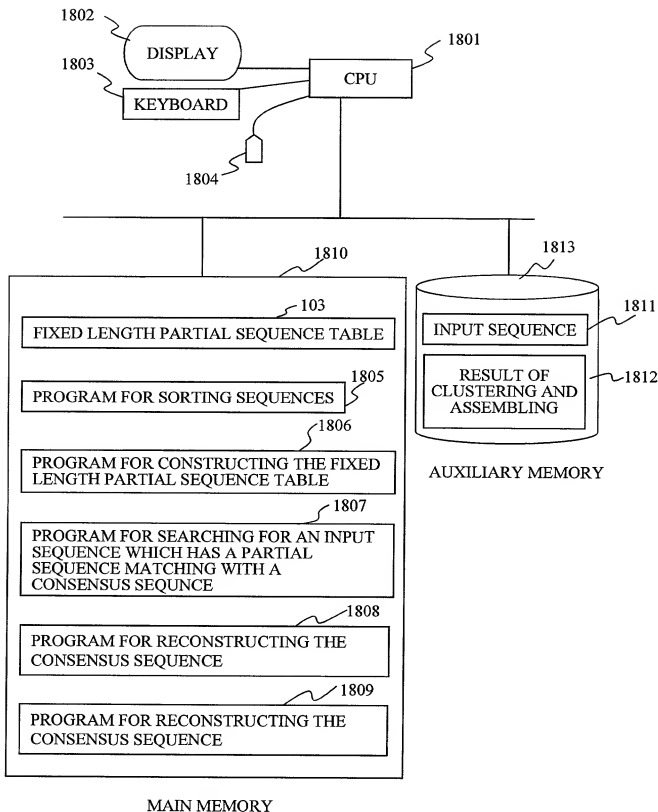 1802
DISPLAY
1801
CPU
1803
KEYBOARD
1804
1810
103
FIXED LENGTH PARTIAL SEQUENCE TABLE
PROGRAM FOR SORTING SEQUENCES
1805
1806
PROGRAM FOR CONSTRUCTING THE FIXED
LENGTH PARTIAL SEQUENCE TABLE
1807
PROGRAM FOR SEARCHING FOR AN INPUT
SEQUENCE WHICH HAS A PARTIAL
SEQUENCE MATCHING WITH A
CONSENSUS SEQUNCE
1808
PROGRAM FOR RECONSTRUCTING THE
CONSENSUS SEQUENCE
1809
PROGRAM FOR RECONSTRUCTING THE
CONSENSUS SEQUENCE
MAIN MEMORY
1813
INPUT SEQUENCE
1811
RESULT OF
CLUSTERING AND
ASSEMBLING
1812
AUXILIARY MEMORY